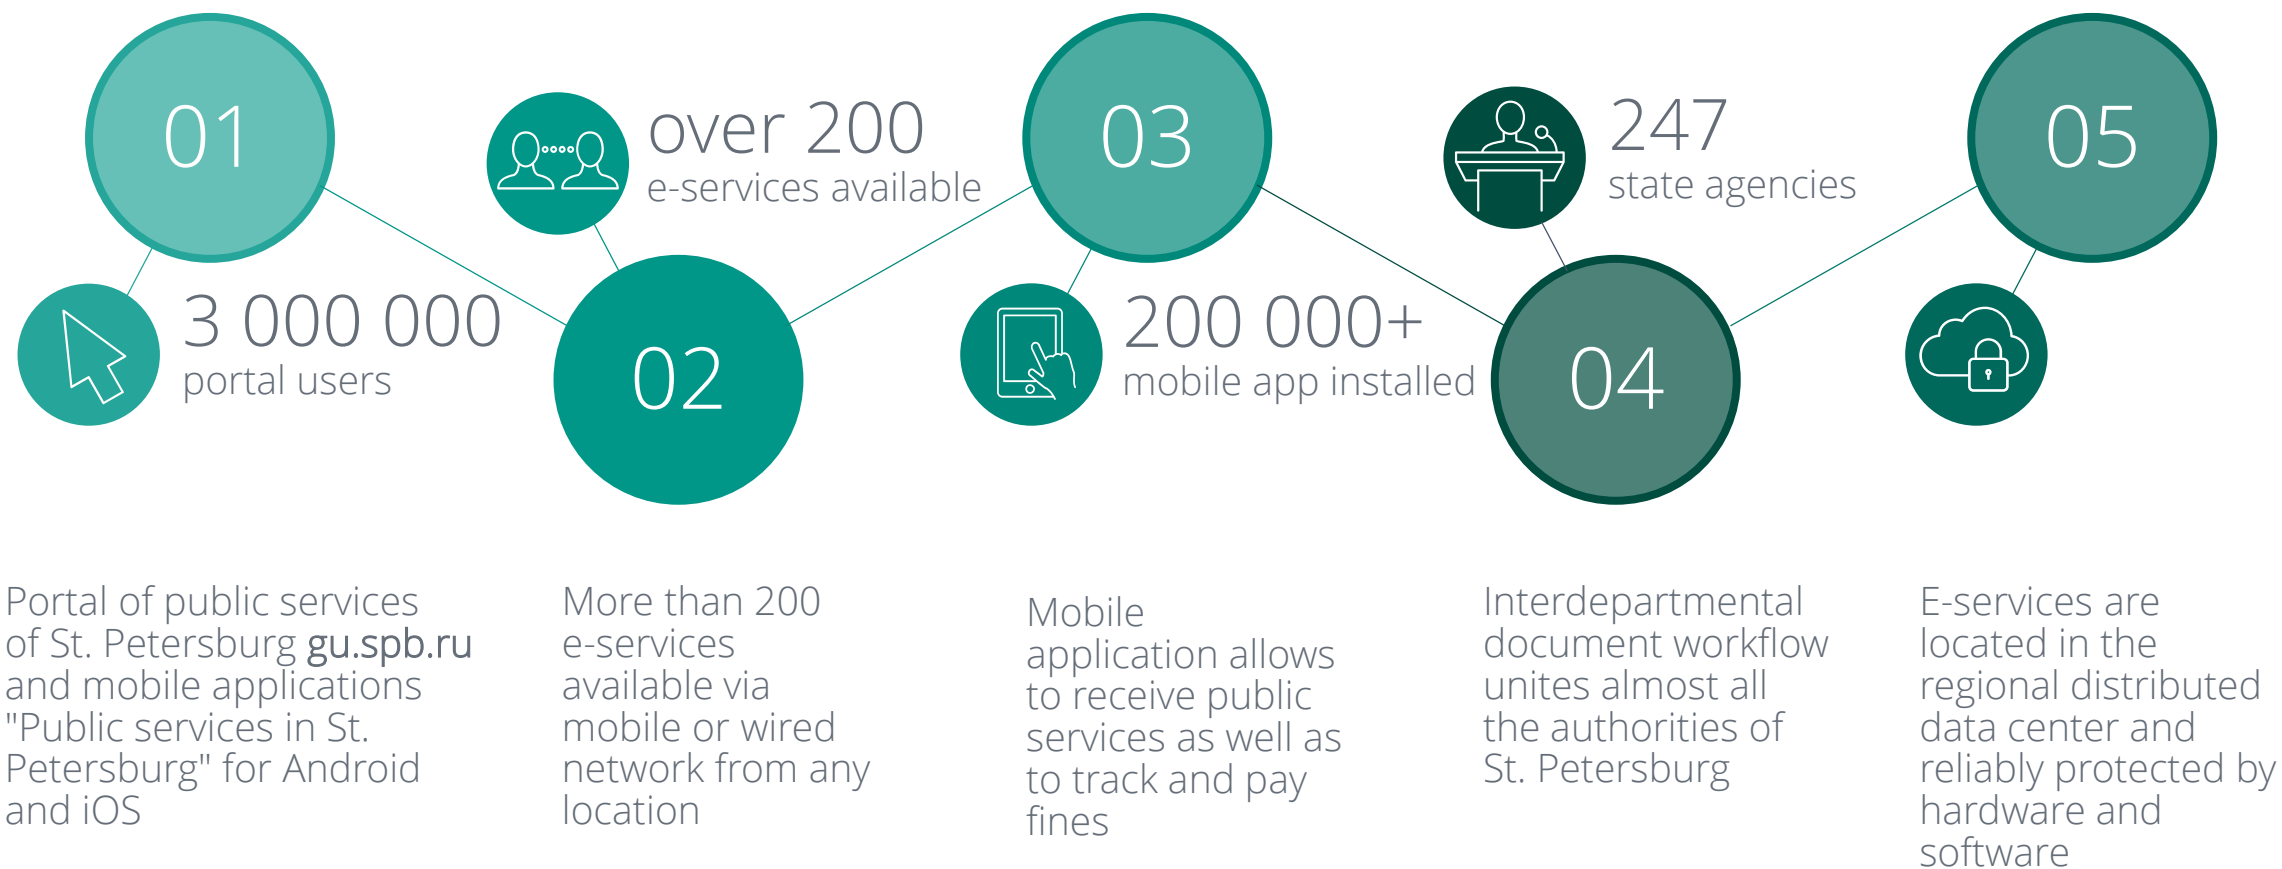 01
3 000 000
portal users
over 200
e-services available
02
03
200 000+
mobile app installed
247
state agencies
04
05
Portal of public services
of St. Petersburg gu.spb.ru
and mobile applications
"Public services in St.
Petersburg" for Android
and iOS
More than 200
e-services
available via
mobile or wired
network from any
location
Mobile
application allows
to receive public
services as well as
to track and pay
fines
Interdepartmental
document workflow
unites almost all
the authorities of
St. Petersburg
E-services are
located in the
regional distributed
data center and
reliably protected by
hardware and
software